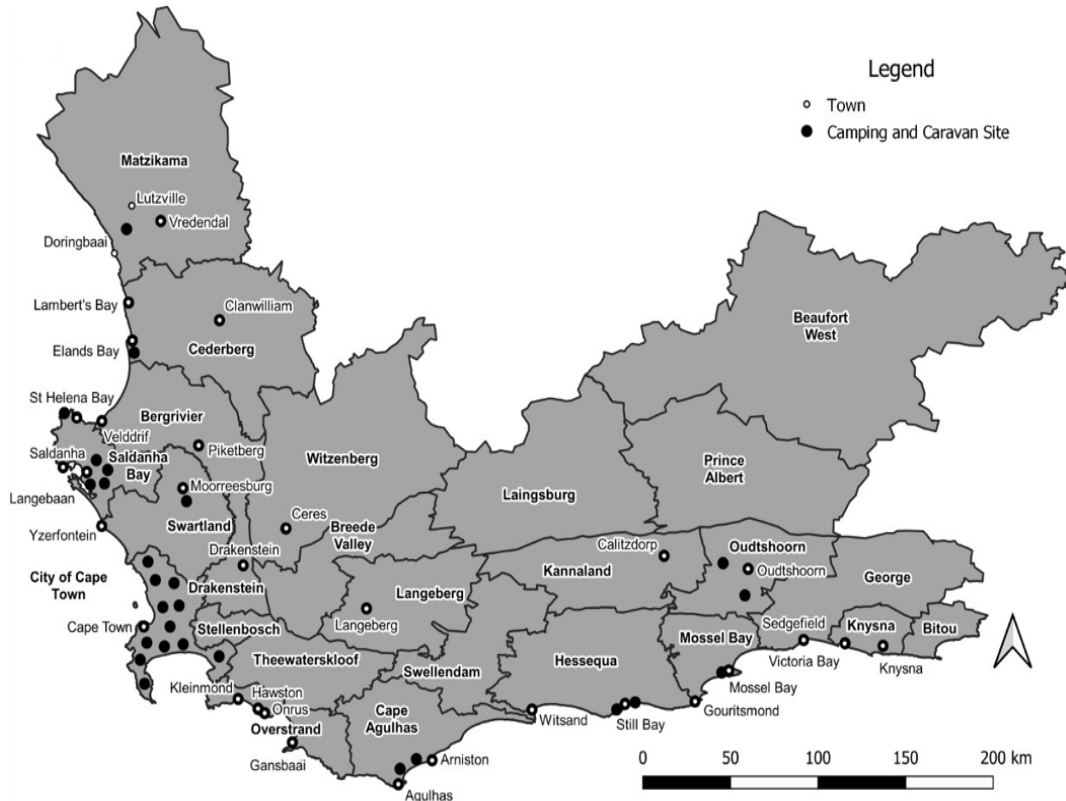 Legend
Town
Camping and Caravan Site
Matzikama
Lutzville
Vredendal
Doringbaai
Lambert's Bay
Clanwilliam
Elands Bay
Cederberg
Beaufort
West
St Helena Bay
Bergrivier
Velddrif
Piketberg
Saldanha
Saldanha
Bay
Witzenberg
Prince
Albert
Langebaan
Moorreesburg
Laingsburg
Yzerfontein
Swartland
Ceres
Breede
Valley
Drakenstein
Calitzdorp
Oudtshoorn
Oudtshoorn
City of Cape
Town
Drakenstein
Langeberg
Kannaland
George
Langeberg
Cape Town
Stellenbosch
Sedgefield
Knysna
Bitou
Mossel Bay
Theewaterskloof
Hessequa
Victoria Bay
Knysna
Swellendam
Kleinmond
Hawston
Mossel Bay
Onrus
Cape
Agulhas
Witsand
Still Bay
Gouritsmond
Overstrand
Gansbaai
Arniston
Agulhas
0 50 100 150 200 km